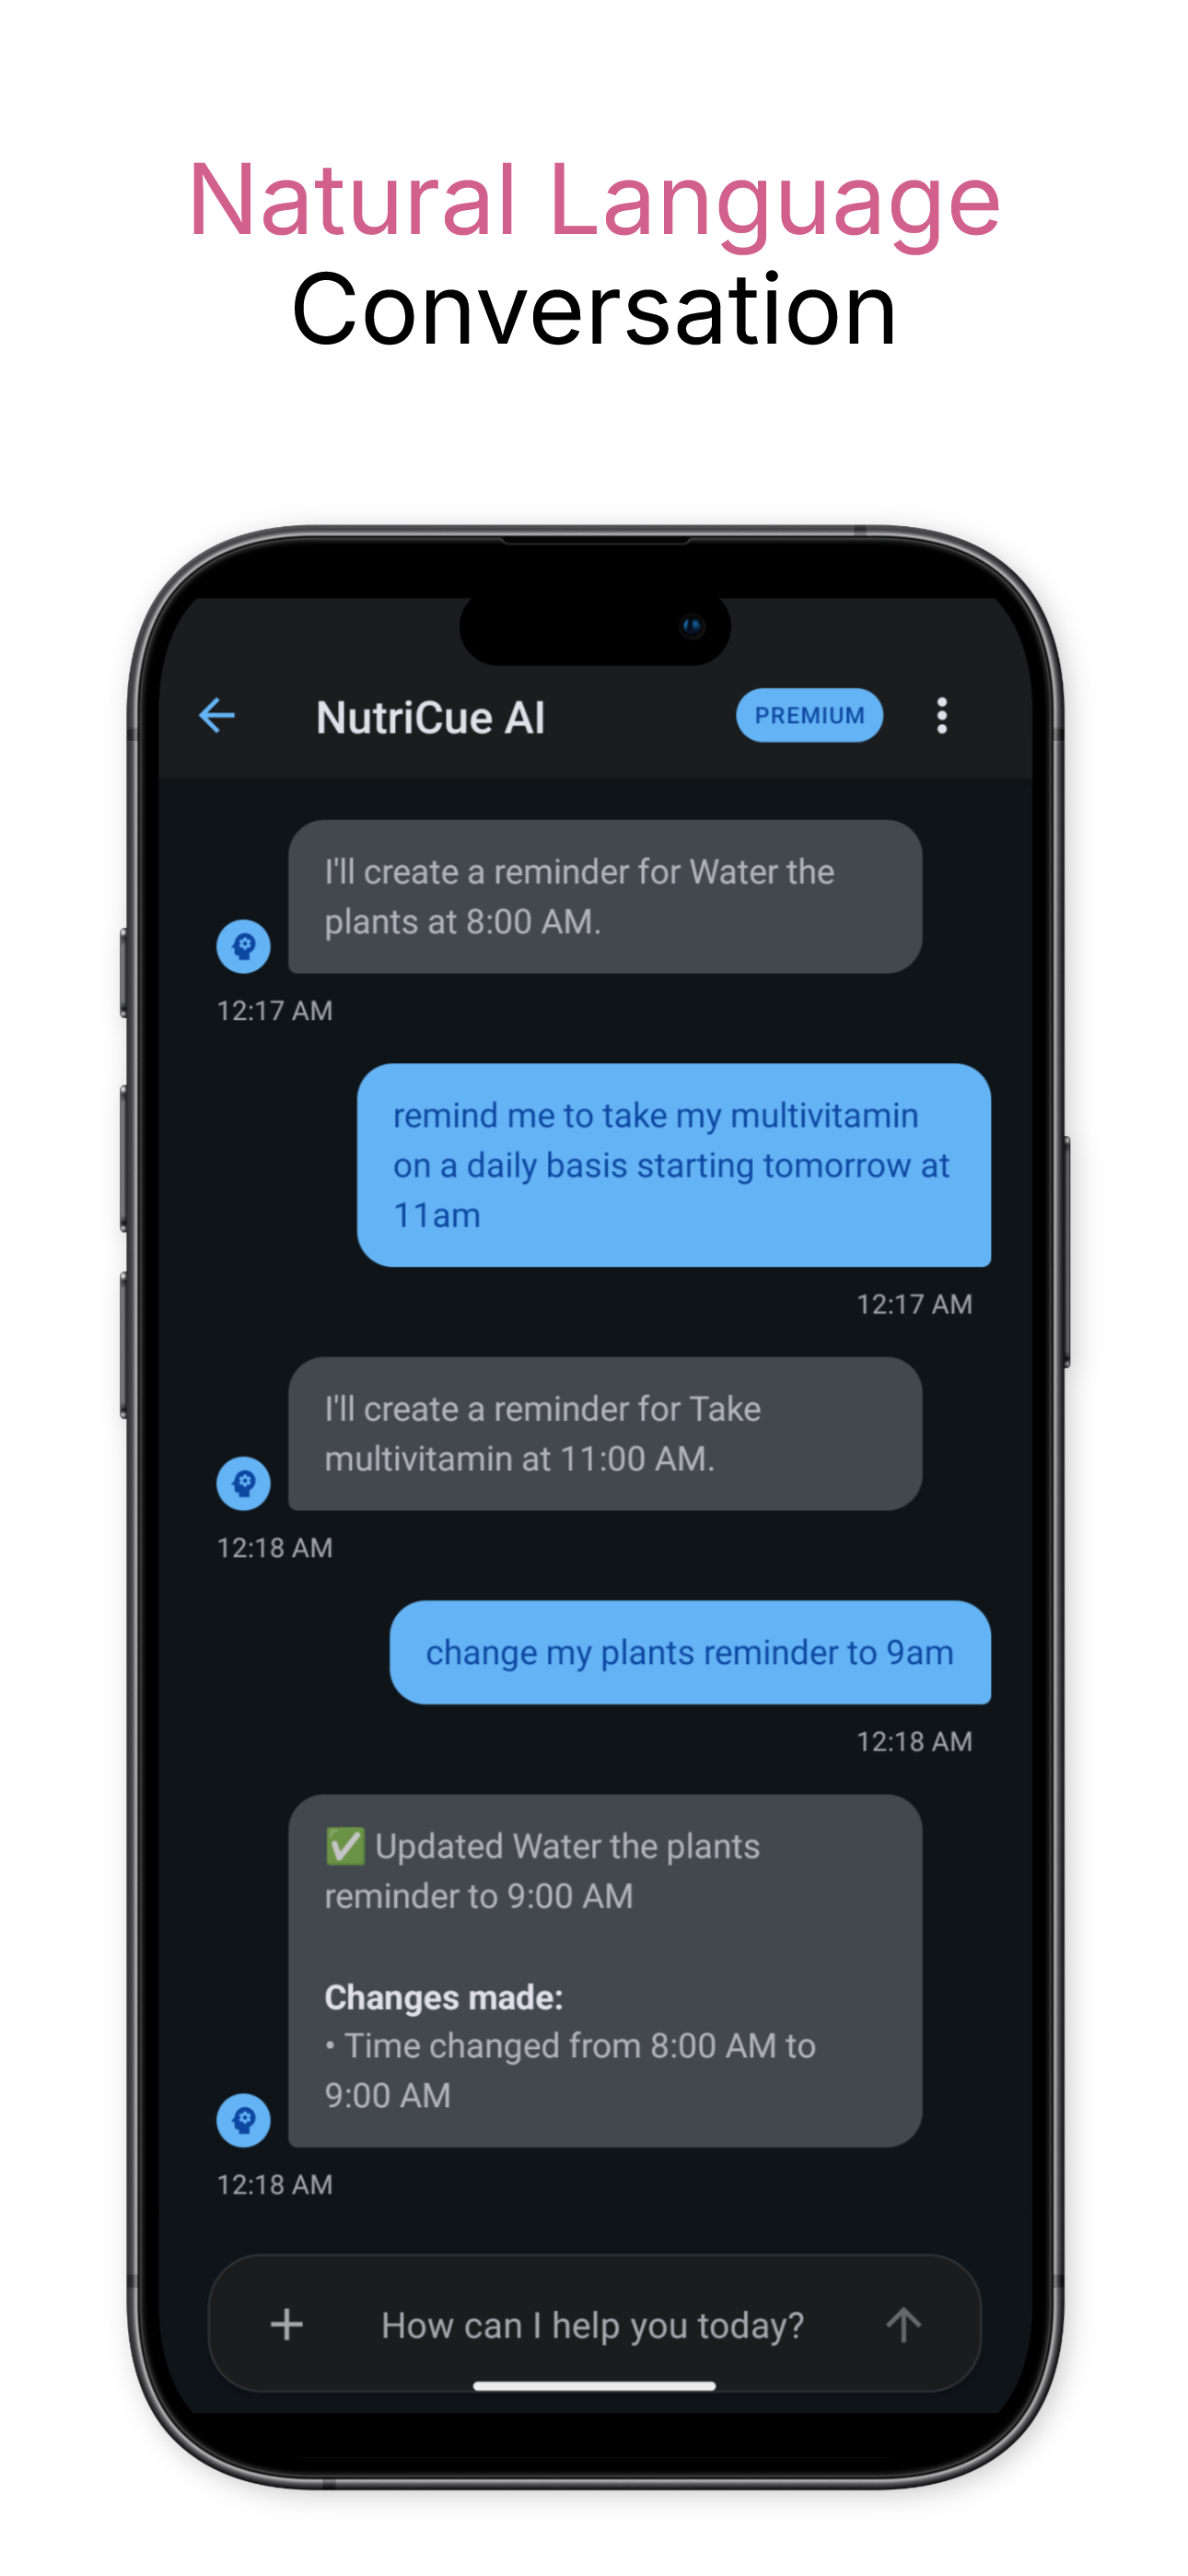 Natural Language
Conversation
NutriCue AI
PREMIUM
I'll create a reminder for Water the
plants at 8:00 AM.
12:17 AM
remind me to take my multivitamin
on a daily basis starting tomorrow at
11am
12:17 AM
I'll create a reminder for Take
multivitamin at 11:00 AM.
12:18 AM
change my plants reminder to 9am
12:18 AM
✅ Updated Water the plants
reminder to 9:00 AM
Changes made:
• Time changed from 8:00 AM to
9:00 AM
12:18 AM
How can I help you today?